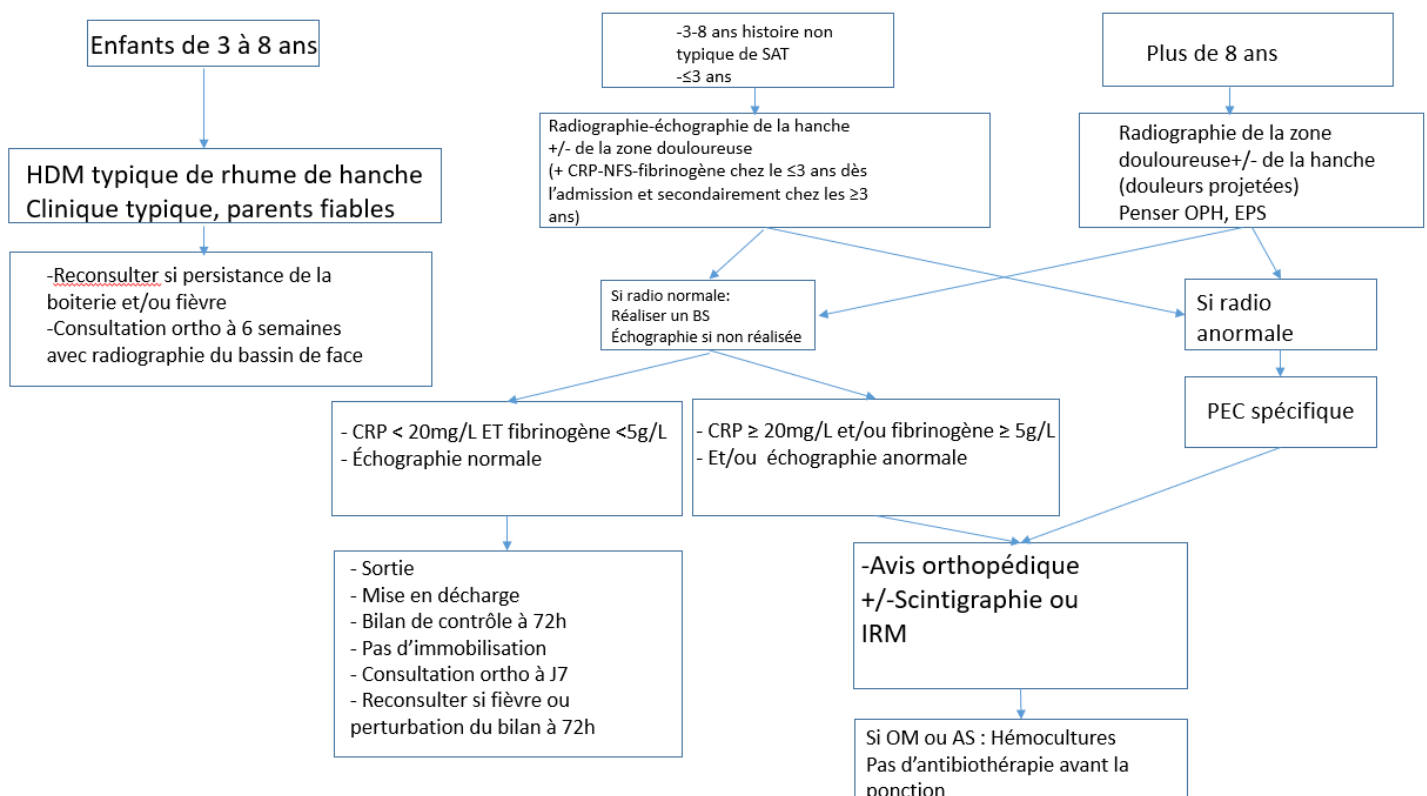 Enfants de 3 à 8 ans
HDM typique de rhume de hanche
Clinique typique, parents fiables
-Reconsulter si persistance de la
boiterie et/ou fièvre
-Consultation ortho à 6 semaines
avec radiographie du bassin de face
-3-8 ans histoire non
typique de SAT
-≤3 ans
Radiographie-échographie de la hanche
+/- de la zone douloureuse
(+ CRP-NFS-fibrinogène chez le ≤3 ans dès
l’admission et secondairement chez les ≥3
ans)
Plus de 8 ans
Radiographie de la zone
douloureuse+/- de la hanche
(douleurs projetées)
Penser OPH, EPS
Si radio normale:
Réaliser un BS
Échographie si non réalisée
Si radio
anormale
PEC spécifique
- CRP < 20mg/L ET fibrinogène <5g/L
- Échographie normale
- CRP ≥ 20mg/L et/ou fibrinogène ≥ 5g/L
- Et/ou échographie anormale
- Sortie
- Mise en décharge
- Bilan de contrôle à 72h
- Pas d’immobilisation
- Consultation ortho à J7
- Reconsulter si fièvre ou
perturbation du bilan à 72h
-Avis orthopédique
+/-Scintigraphie ou
IRM
Si OM ou AS : Hémocultures
Pas d’antibiothérapie avant la
ponction